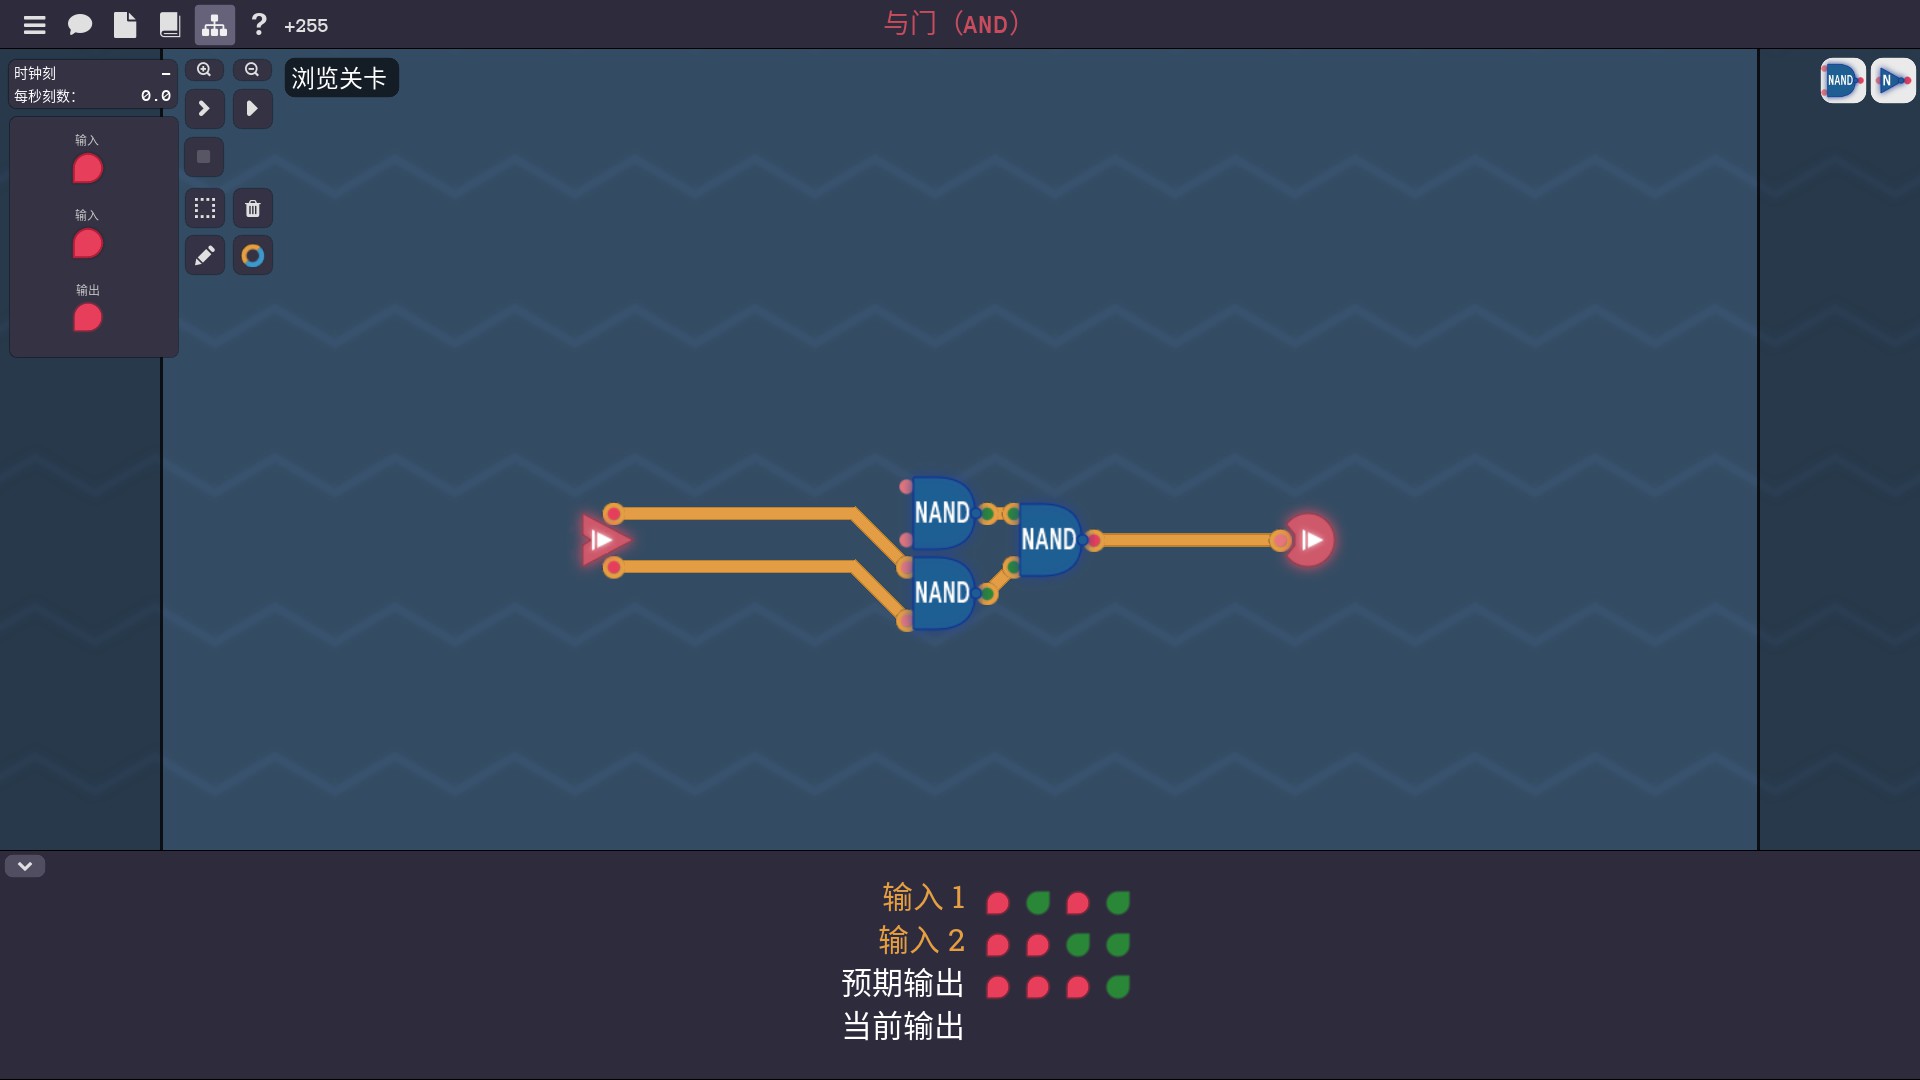 +255
与门（AND）
时钟刻 –
每秒刻数： 0.0
浏览关卡
NAND N
输入
输入
输出
NAND
NAND
NAND
输入 1
输入 2
预期输出
当前输出